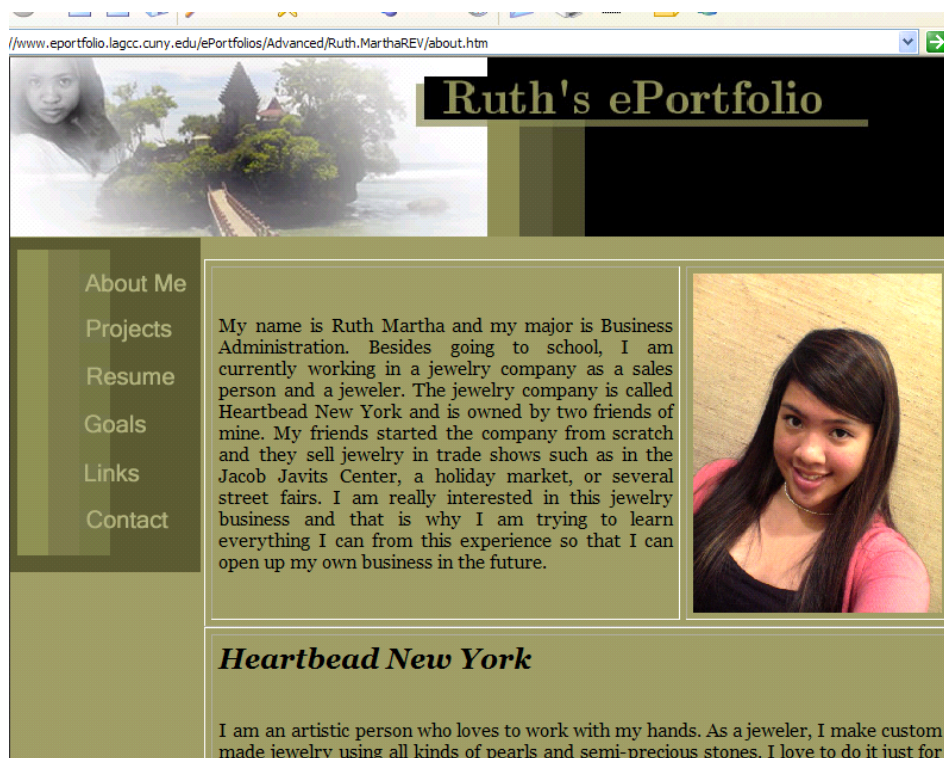 //www.eportfolio.lagcc.cuny.edu/ePortfolios/Advanced/Ruth.MarthaREV/about.htm
Ruth's ePortfolio
About Me
Projects
Resume
Goals
Links
Contact
My name is Ruth Martha and my major is Business
Administration. Besides going to school, I am
currently working in a jewelry company as a sales
person and a jeweler. The jewelry company is called
Heartbead New York and is owned by two friends of
mine. My friends started the company from scratch
and they sell jewelry in trade shows such as in the
Jacob Javits Center, a holiday market, or several
street fairs. I am really interested in this jewelry
business and that is why I am trying to learn
everything I can from this experience so that I can
open up my own business in the future.
Heartbead New York
I am an artistic person who loves to work with my hands. As a jeweler, I make custom
made jewelry using all kinds of pearls and semi-precious stones. I love to do it just for